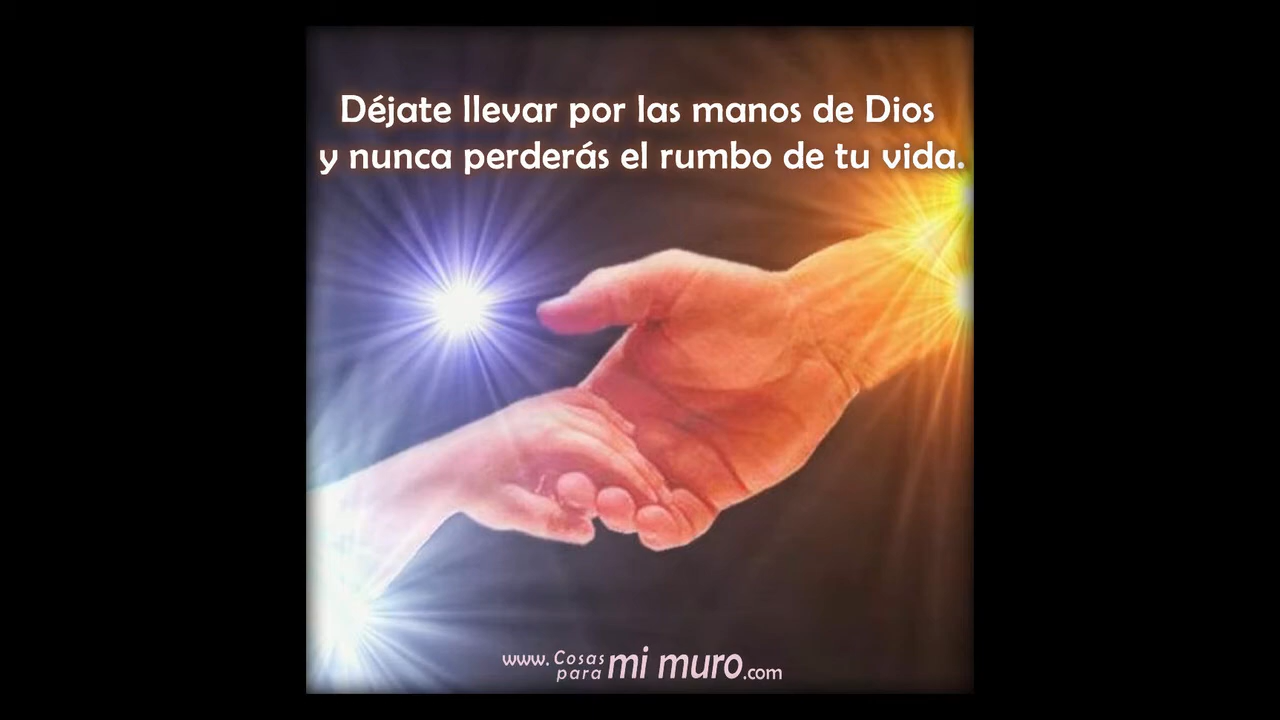 Déjate llevar por las manos de Dios
y nunca perderás el rumbo de tu vida.
www. Cosas para mi muro.com